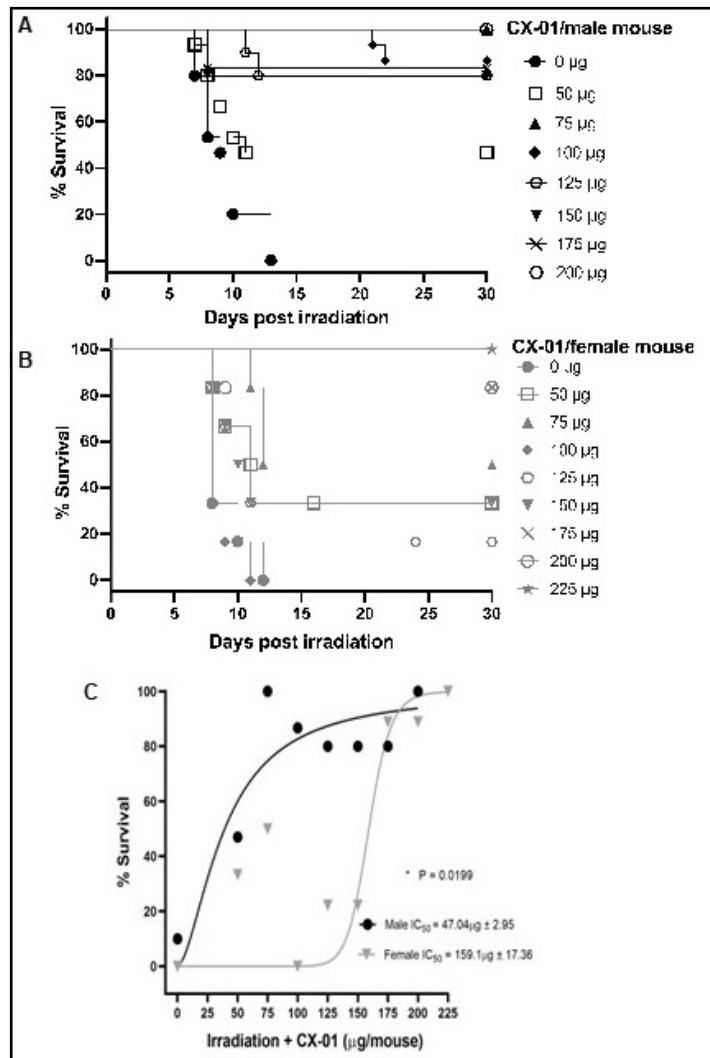 A
CX-01/male mouse
100
80
60
40
20
0
% Survival
0 µg
50 µg
75 µg
100 µg
125 µg
150 µg
175 µg
200 µg
0 5 10 15 20 25 30
Days post irradiation
B
CX-01/female mouse
100
80
60
40
20
0
% Survival
0 µg
50 µg
75 µg
100 µg
125 µg
150 µg
175 µg
200 µg
225 µg
0 5 10 15 20 25 30
Days post irradiation
C
100
80
60
40
20
0
% Survival
* P = 0.0199
Male IC50 = 47.04µg ± 2.95
Female IC50 = 159.1µg ± 17.36
0 25 50 75 100 125 150 175 200 225
Irradiation + CX-01 (µg/mouse)